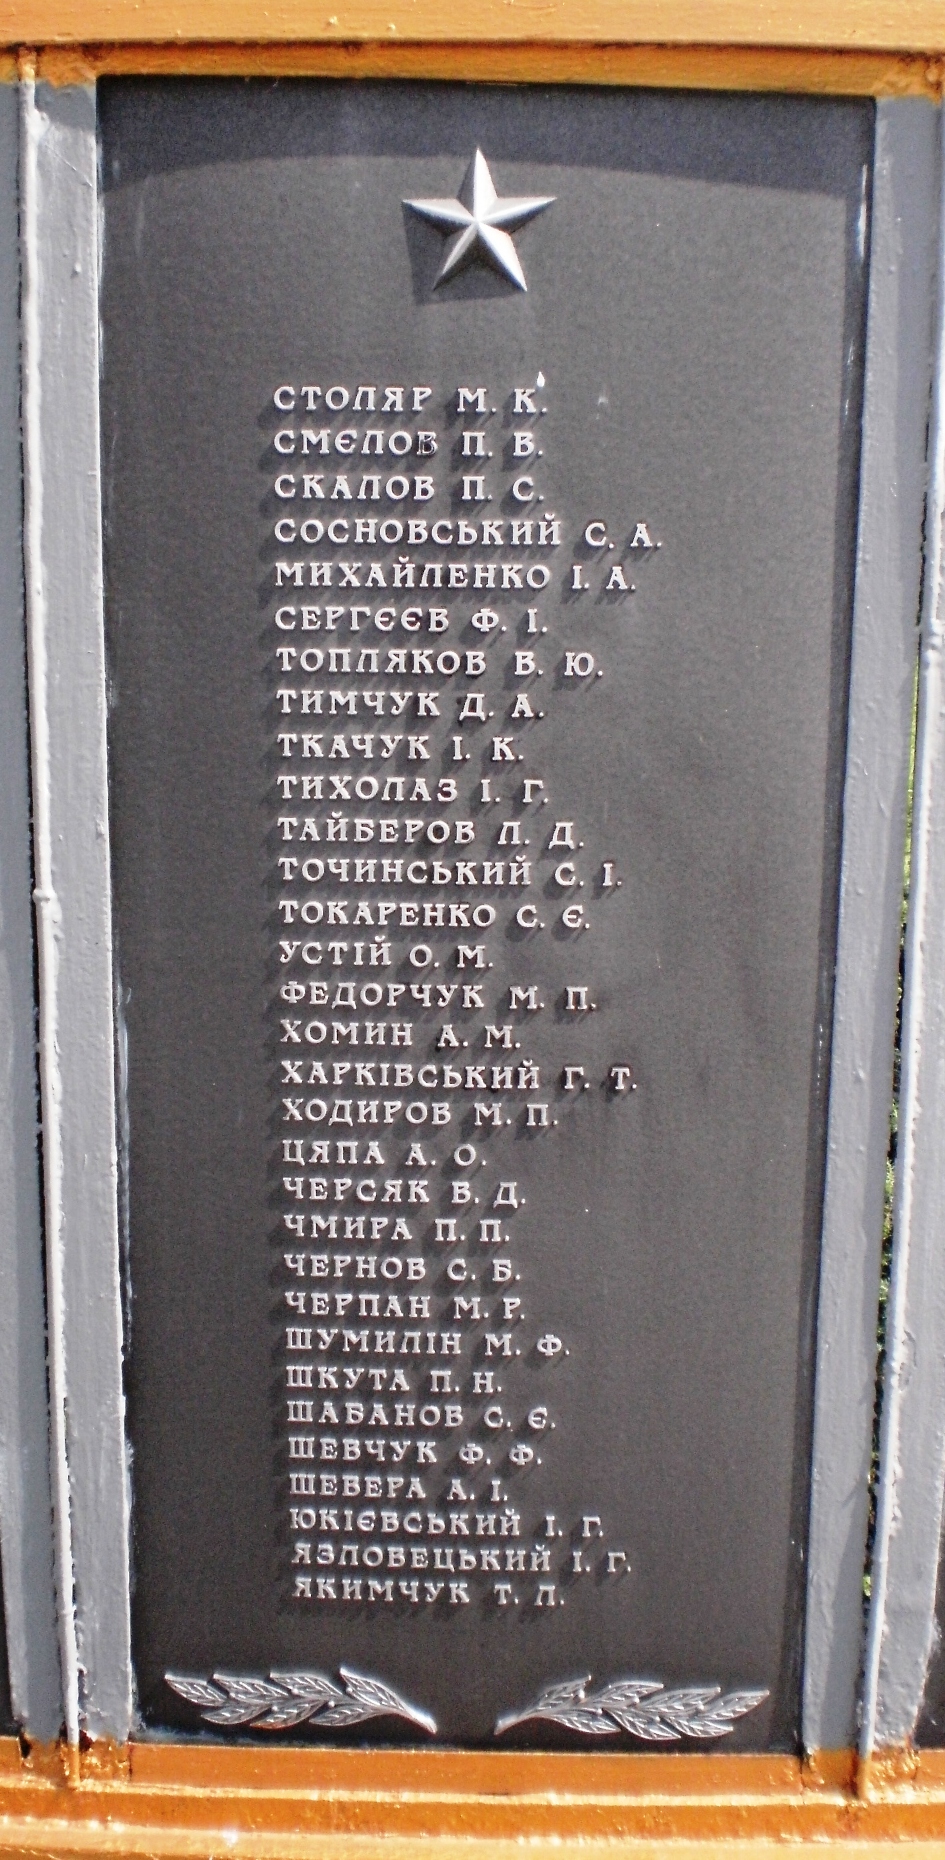 СТОЛЯР М. К.
СМЄЛОВ П. В.
СКАЛОВ П. С.
СОСНОВСЬКИЙ С. А.
МИХАЙЛЕНКО І. А.
СЕРГЄЄВ Ф. І.
ТОПЛЯКОВ В. Ю.
ТИМЧУК Д. А.
ТКАЧУК І. К.
ТИХОЛАЗ І. Г.
ТАЙБЕРОВ Л. Д.
ТОЧИНСЬКИЙ С. І.
ТОКАРЕНКО С. Є.
УСТІЙ О. М.
ФЕДОРЧУК М. П.
ХОМИН А. М.
ХАРКІВСЬКИЙ Г. Т.
ХОДИРОВ М. П.
ЦЯПА А. О.
ЧЕРСЯК В. Д.
ЧМИРА П. П.
ЧЕРНОВ С. Б.
ЧЕРПАН М. Р.
ШУМИЛІН М. Ф.
ШКУТА П. Н.
ШАБАНОВ С. Є.
ШЕВЧУК Ф. Ф.
ШЕВЕРА А. І.
ЮКІЄВСЬКИЙ І. Г.
ЯЗЛОВЕЦЬКИЙ І. Г.
ЯКИМЧУК Т. Л.